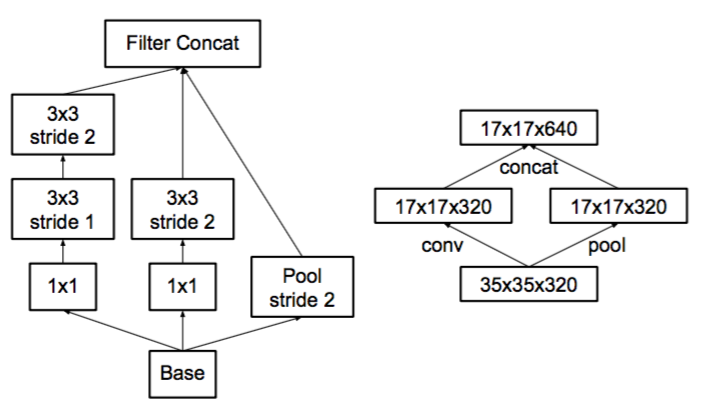 Filter Concat
3x3
stride 2
3x3
stride 1
3x3
stride 2
1x1
1x1
Pool
stride 2
Base
17x17x640
concat
17x17x320
17x17x320
conv
pool
35x35x320